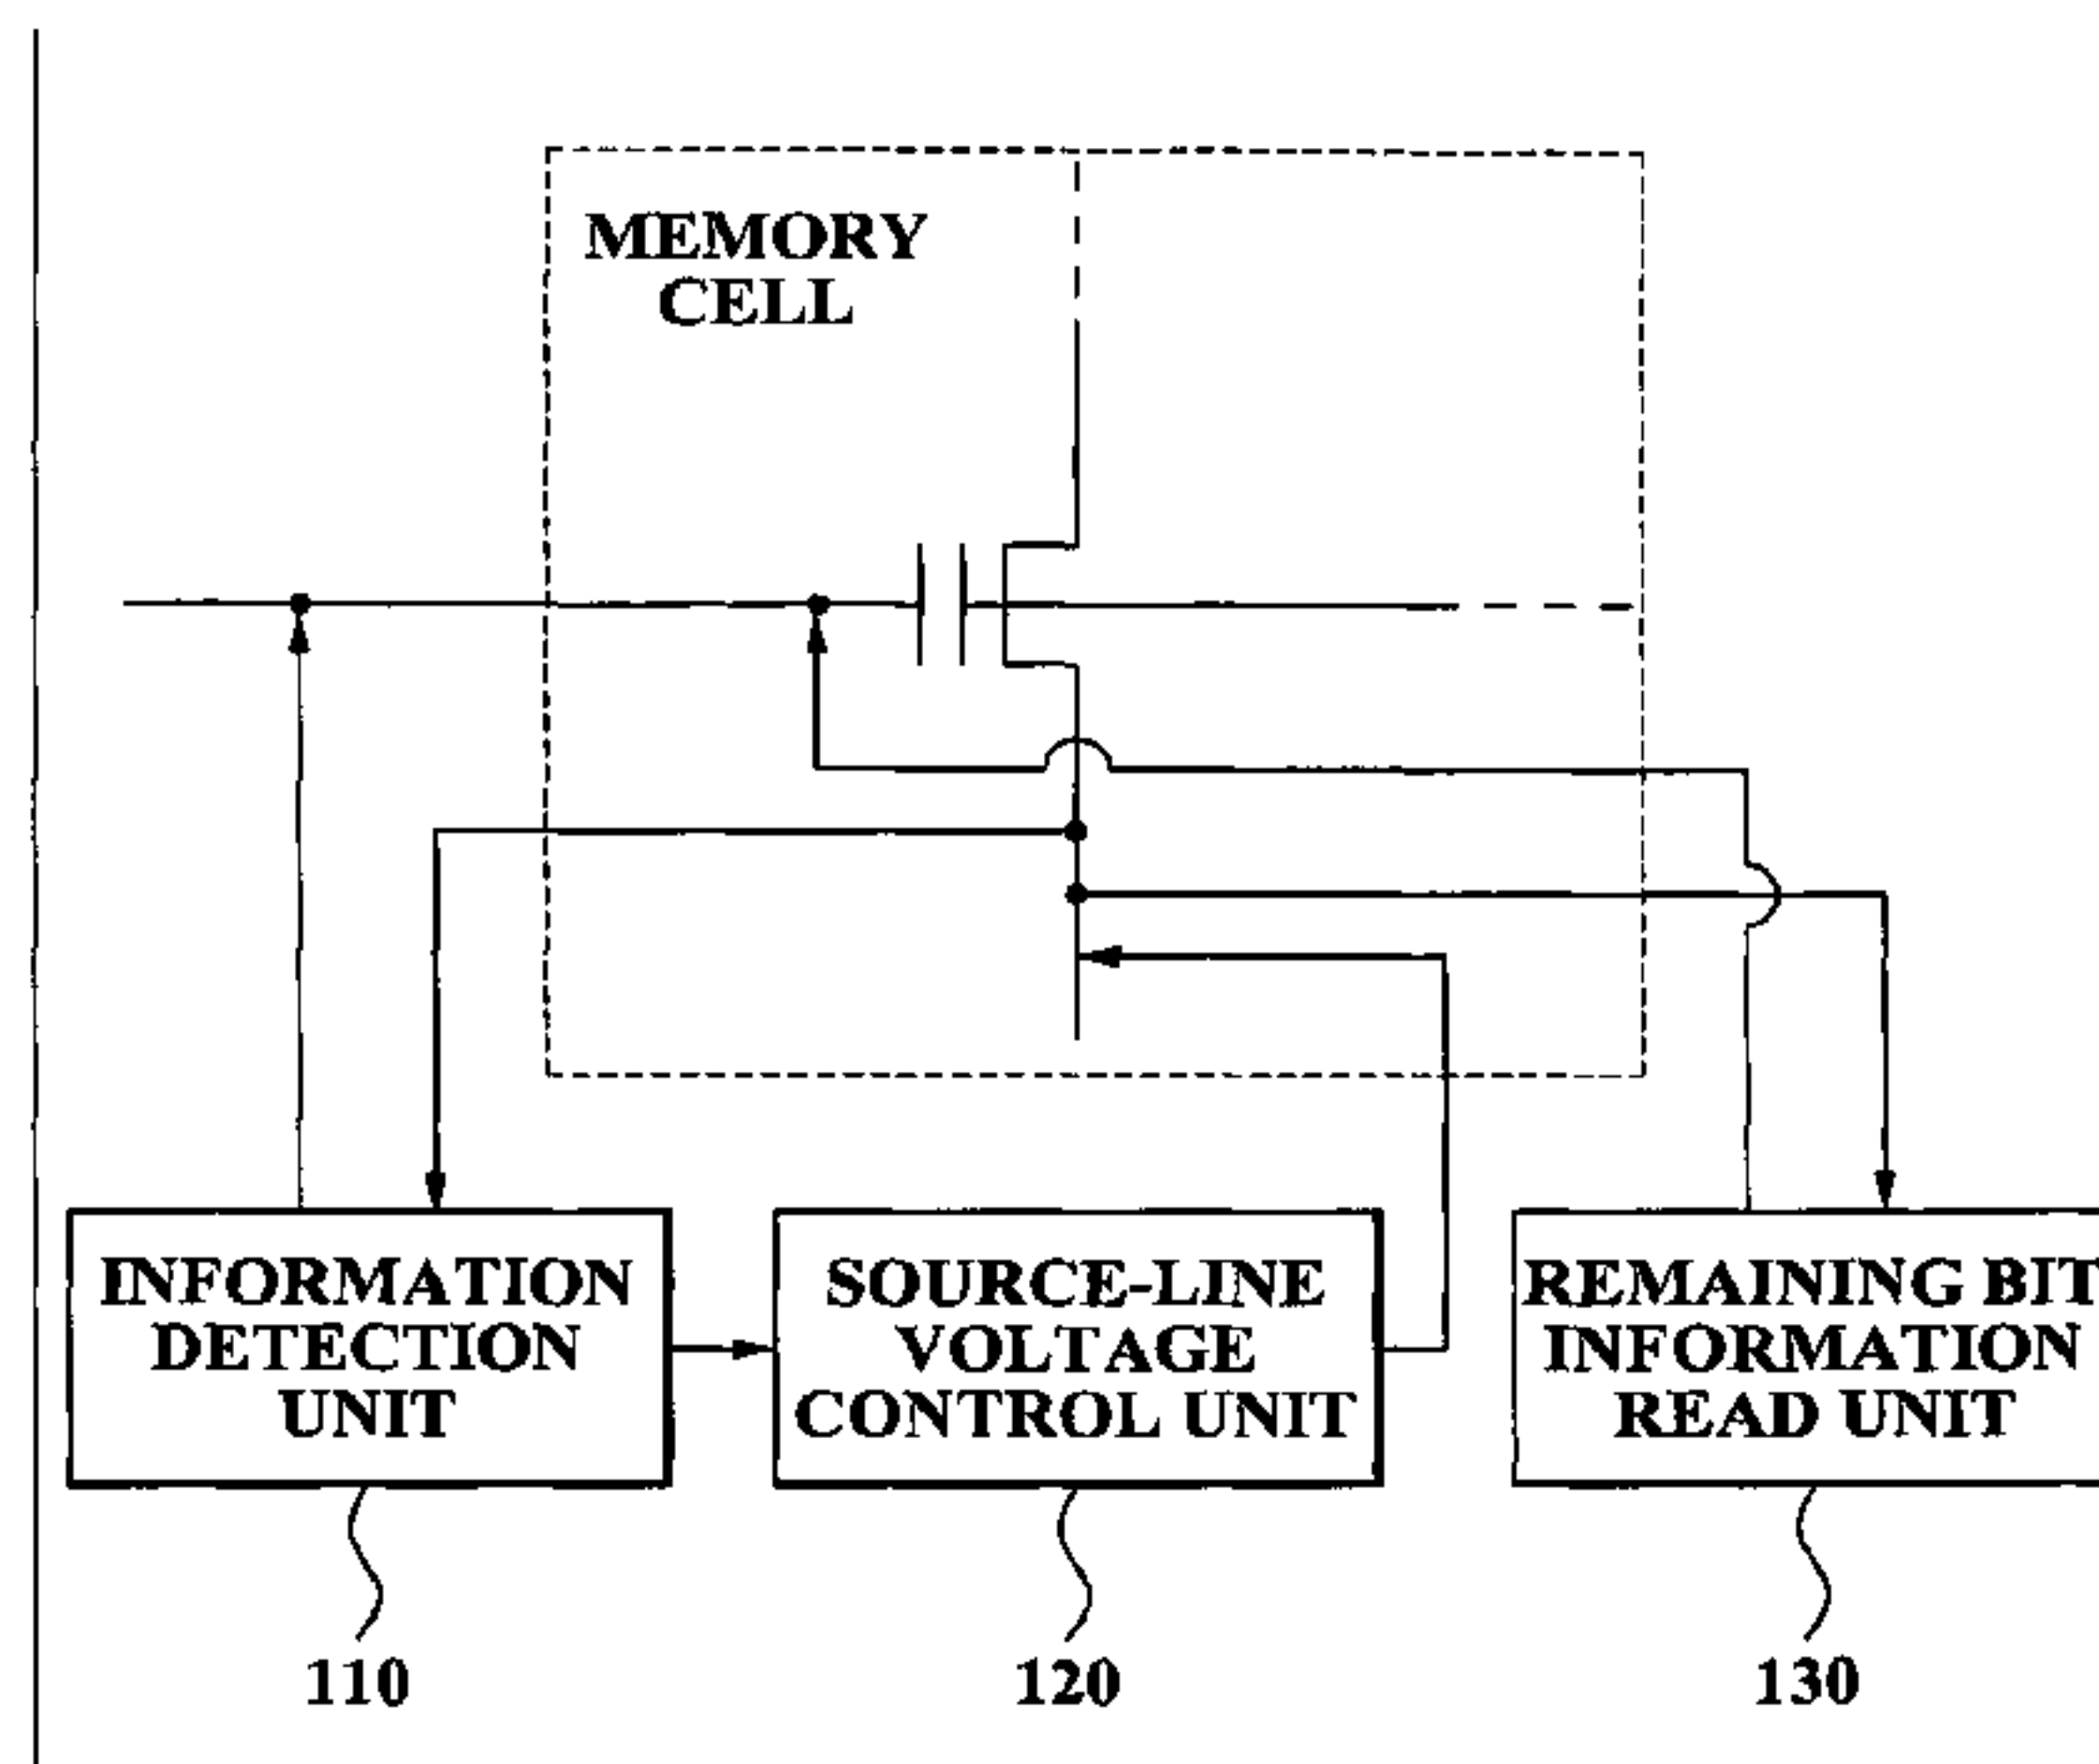 MEMORY
CELL
INFORMATION
DETECTION
UNIT
SOURCE-LINE
VOLTAGE
CONTROL UNIT
REMAINING BIT
INFORMATION
READ UNIT
110
120
130